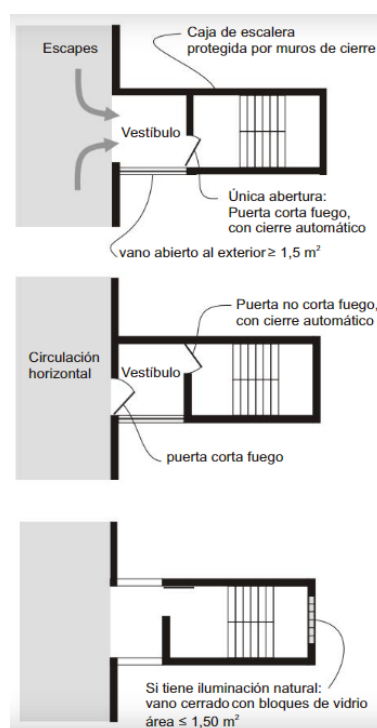 Caja de escalera
protegida por muros de cierre
Escapes
Vestíbulo
Única abertura:
Puerta corta fuego,
con cierre automático
vano abierto al exterior ≥ 1,5 m²
Puerta no corta fuego,
con cierre automático
Circulación
horizontal
Vestíbulo
puerta corta fuego
Si tiene iluminación natural:
vano cerrado con bloques de vidrio
área ≤ 1,50 m²